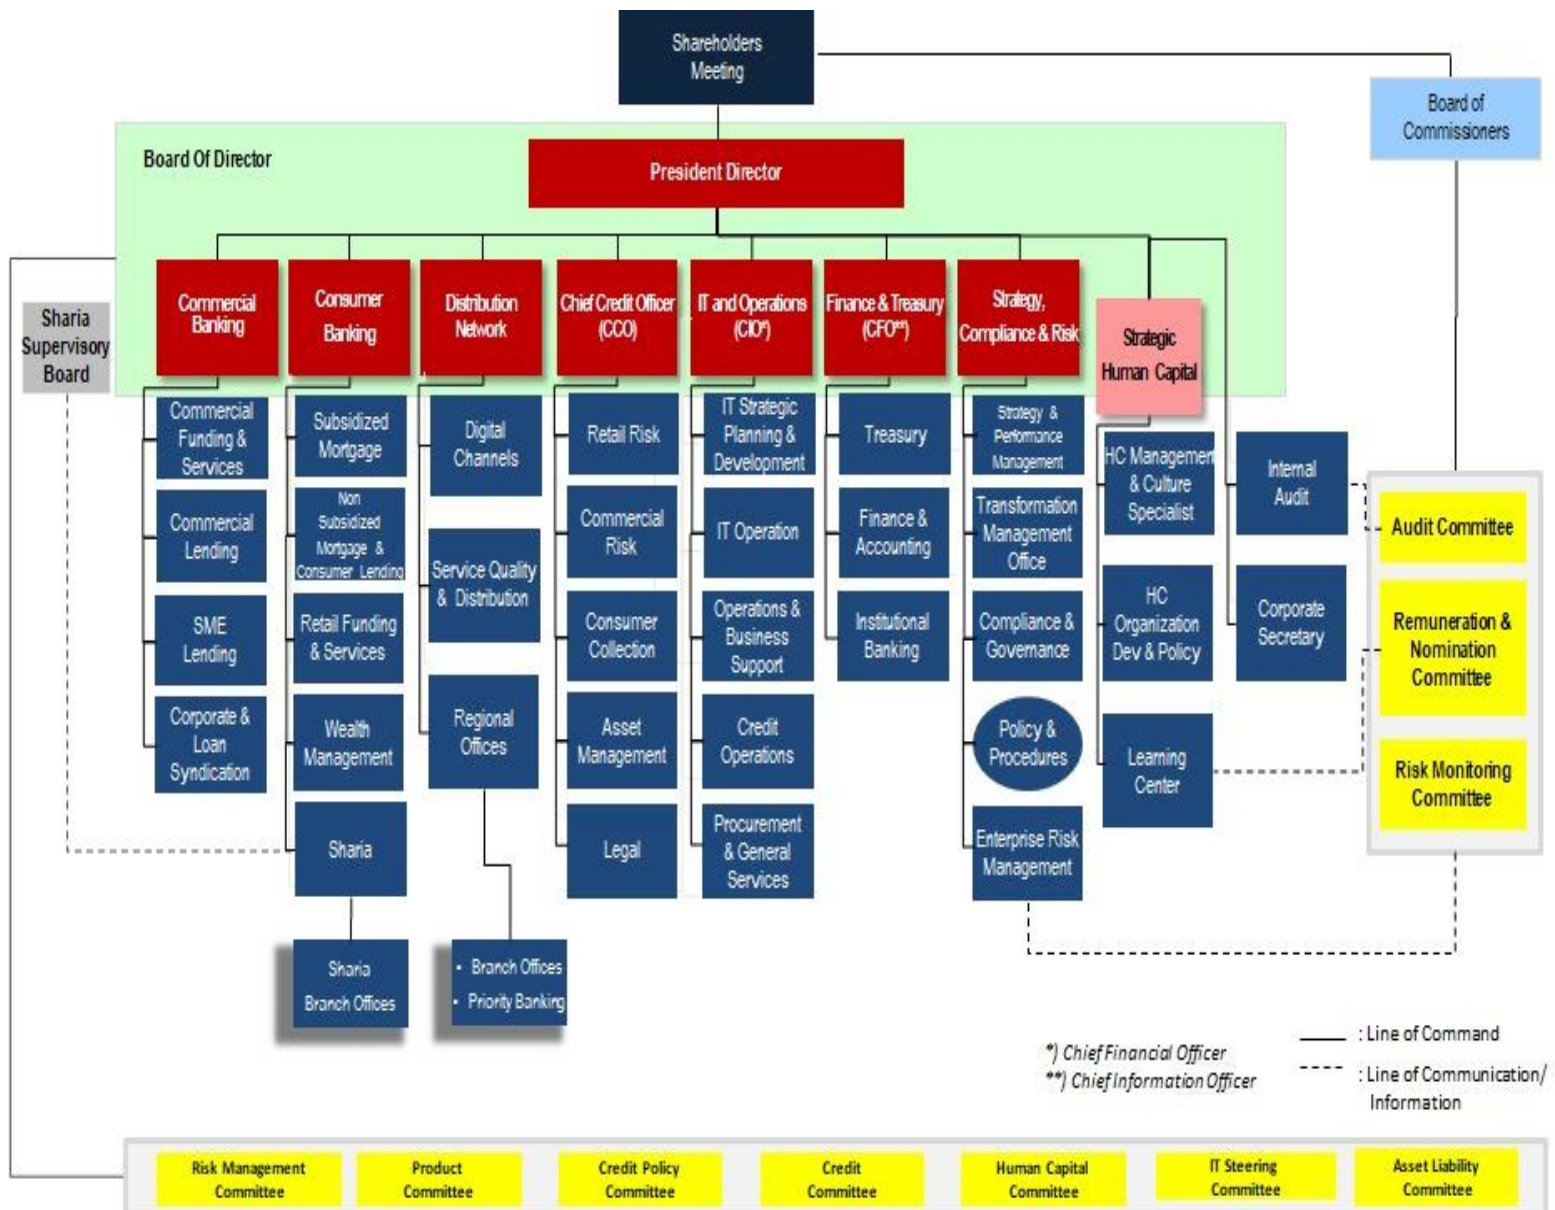 Shareholders
Meeting
Board of
Commissioners
Board Of Director
President Director
Sharia
Supervisory
Board
Commercial
Banking
Consumer
Banking
Distribution
Network
Chief Credit Officer
(CCO)
IT and Operations
(CIO*)
Finance & Treasury
(CFO**)
Strategy,
Compliance & Risk
Strategic
Human Capital
Commercial
Funding &
Services
Commercial
Lending
SME
Lending
Corporate &
Loan
Syndication
Subsidized
Mortgage
Non
Subsidized
Mortgage &
Consumer Lending
Retail Funding
& Services
Wealth
Management
Sharia
Sharia
Branch Offices
Digital
Channels
Service Quality
& Distribution
Regional
Offices
• Branch Offices
• Priority Banking
Retail Risk
Commercial
Risk
Consumer
Collection
Asset
Management
Legal
IT Strategic
Planning &
Development
IT Operation
Operations &
Business
Support
Credit
Operations
Procurement
& General
Services
Treasury
Finance &
Accounting
Institutional
Banking
Strategy &
Performance
Management
Transformation
Management
Office
Compliance &
Governance
Policy &
Procedures
Enterprise Risk
Management
HC Management
& Culture
Specialist
HC
Organization
Dev & Policy
Learning
Center
Internal
Audit
Corporate
Secretary
Audit Committee
Remuneration &
Nomination
Committee
Risk Monitoring
Committee
*) Chief Financial Officer
**) Chief Information Officer
: Line of Command
: Line of Communication/
Information
Risk Management
Committee
Product
Committee
Credit Policy
Committee
Credit
Committee
Human Capital
Committee
IT Steering
Committee
Asset Liability
Committee